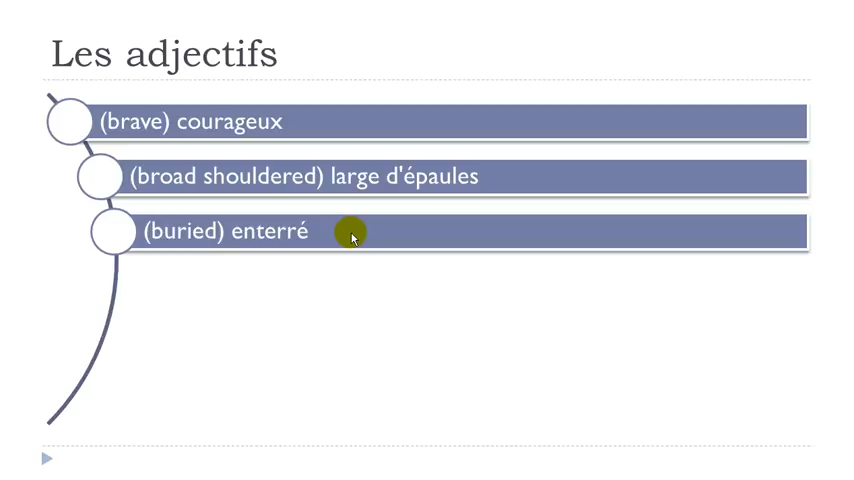 Les adjectifs
(brave) courageux
(broad shouldered) large d'épaules
(buried) enterré